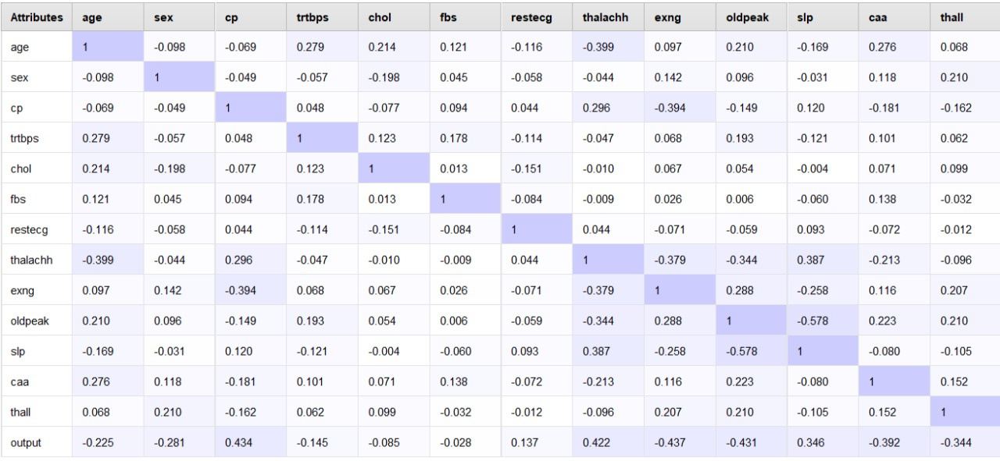 Attributes age sex cp trtbps chol fbs restecg thalachh exng oldpeak slp caa thall
age 1 -0.098 -0.069 0.279 0.214 0.121 -0.116 -0.399 0.097 0.210 -0.169 0.276 0.068
sex -0.098 1 -0.049 -0.057 -0.198 0.045 -0.058 -0.044 0.142 0.096 -0.031 0.118 0.210
cp -0.069 -0.049 1 0.048 -0.077 0.094 0.044 0.296 -0.394 -0.149 0.120 -0.181 -0.162
trtbps 0.279 -0.057 0.048 1 0.123 0.178 -0.114 -0.047 0.068 0.193 -0.121 0.101 0.062
chol 0.214 -0.198 -0.077 0.123 1 0.013 -0.151 -0.010 0.067 0.054 -0.004 0.071 0.099
fbs 0.121 0.045 0.094 0.178 0.013 1 -0.084 -0.009 0.026 0.006 -0.060 0.138 -0.032
restecg -0.116 -0.058 0.044 -0.114 -0.151 -0.084 1 0.044 -0.071 -0.059 0.093 -0.072 -0.012
thalachh -0.399 -0.044 0.296 -0.047 -0.010 -0.009 0.044 1 -0.379 -0.344 0.387 -0.213 -0.096
exng 0.097 0.142 -0.394 0.068 0.067 0.026 -0.071 -0.379 1 0.288 -0.258 0.116 0.207
oldpeak 0.210 0.096 -0.149 0.193 0.054 0.006 -0.059 -0.344 0.288 1 -0.578 0.223 0.210
slp -0.169 -0.031 0.120 -0.121 -0.004 -0.060 0.093 0.387 -0.258 -0.578 1 -0.080 -0.105
caa 0.276 0.118 -0.181 0.101 0.071 0.138 -0.072 -0.213 0.116 0.223 -0.080 1 0.152
thall 0.068 0.210 -0.162 0.062 0.099 -0.032 -0.012 -0.096 0.207 0.210 -0.105 0.152 1
output -0.225 -0.281 0.434 -0.145 -0.085 -0.028 0.137 0.422 -0.437 -0.431 0.346 -0.392 -0.344